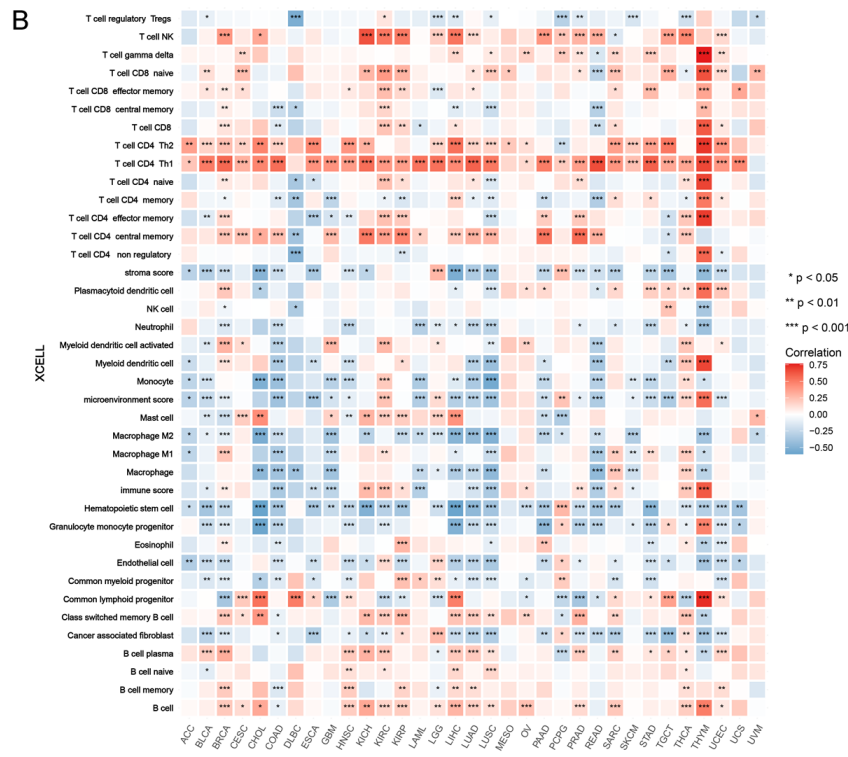 B
XCELL
T cell regulatory Tregs
T cell NK
T cell gamma delta
T cell CD8 naive
T cell CD8 effector memory
T cell CD8 central memory
T cell CD8
T cell CD4 Th2
T cell CD4 Th1
T cell CD4 naive
T cell CD4 memory
T cell CD4 effector memory
T cell CD4 central memory
T cell CD4 non regulatory
stroma score
Plasmacytoid dendritic cell
NK cell
Neutrophil
Myeloid dendritic cell activated
Myeloid dendritic cell
Monocyte
microenvironment score
Mast cell
Macrophage M2
Macrophage M1
Macrophage
immune score
Hematopoietic stem cell
Granulocyte monocyte progenitor
Eosinophil
Endothelial cell
Common myeloid progenitor
Common lymphoid progenitor
Class switched memory B cell
Cancer associated fibroblast
B cell plasma
B cell naive
B cell memory
B cell
ACC BLCA BRCA CESC CHOL COAD DLBC ESCA GBM HNSC KICH KIRC KIRP LAML LGG LIHC LUAD LUSC MESO OV PAAD PCPG PRAD READ SARC SKCM STAD TGCT THCA THYM UCEC UCS UVM
* p < 0.05
** p < 0.01
*** p < 0.001
Correlation
0.75
0.50
0.25
0.00
−0.25
−0.50